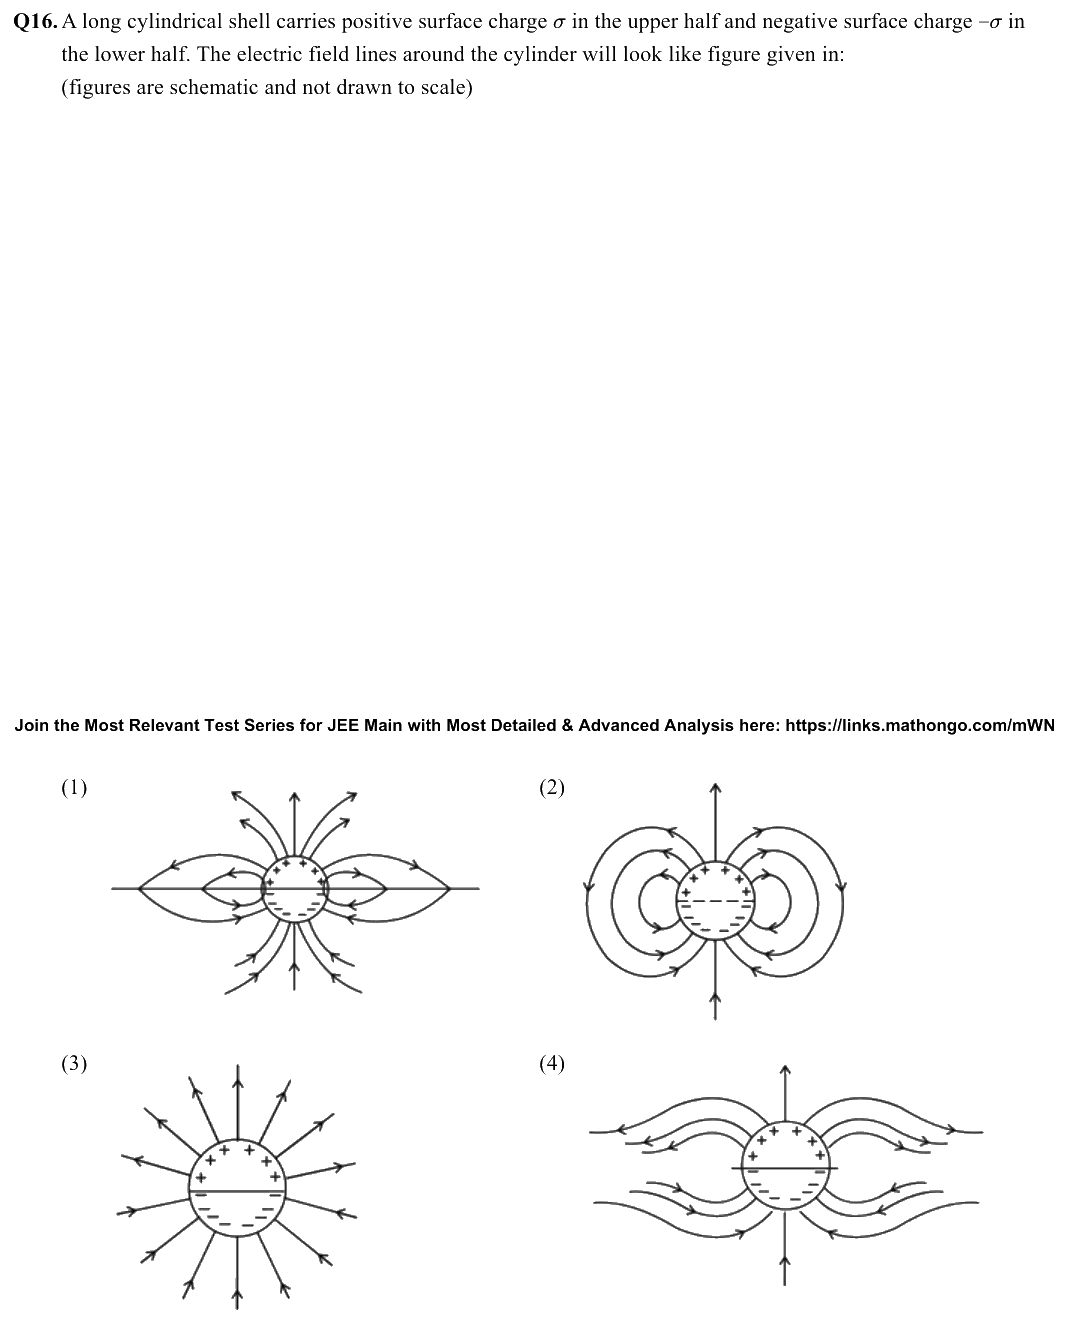 Q16. A long cylindrical shell carries positive surface charge σ in the upper half and negative surface charge −σ in
the lower half. The electric field lines around the cylinder will look like figure given in:
(figures are schematic and not drawn to scale)
Join the Most Relevant Test Series for JEE Main with Most Detailed & Advanced Analysis here: https://links.mathongo.com/mWN
(1)
(2)
(3)
(4)